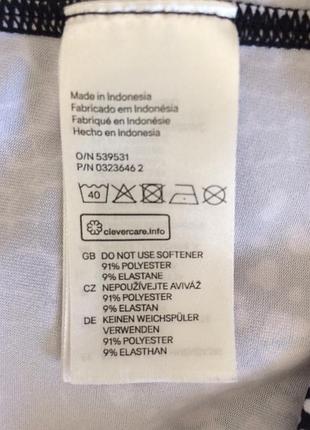 Made in Indonesia
Fabricado em Indonésia
Fabriqué en Indonésie
Hecho en Indonesia
O/N 539531
P/N 0323646 2
40
clevercare.info
GB DO NOT USE SOFTENER
91% POLYESTER
9% ELASTANE
CZ NEPOUŽÍVEJTE AVIVÁŽ
91% POLYESTER
9% ELASTAN
DE KEINEN WEICHSPÜLER
VERWENDEN
91% POLYESTER
9% ELASTHAN